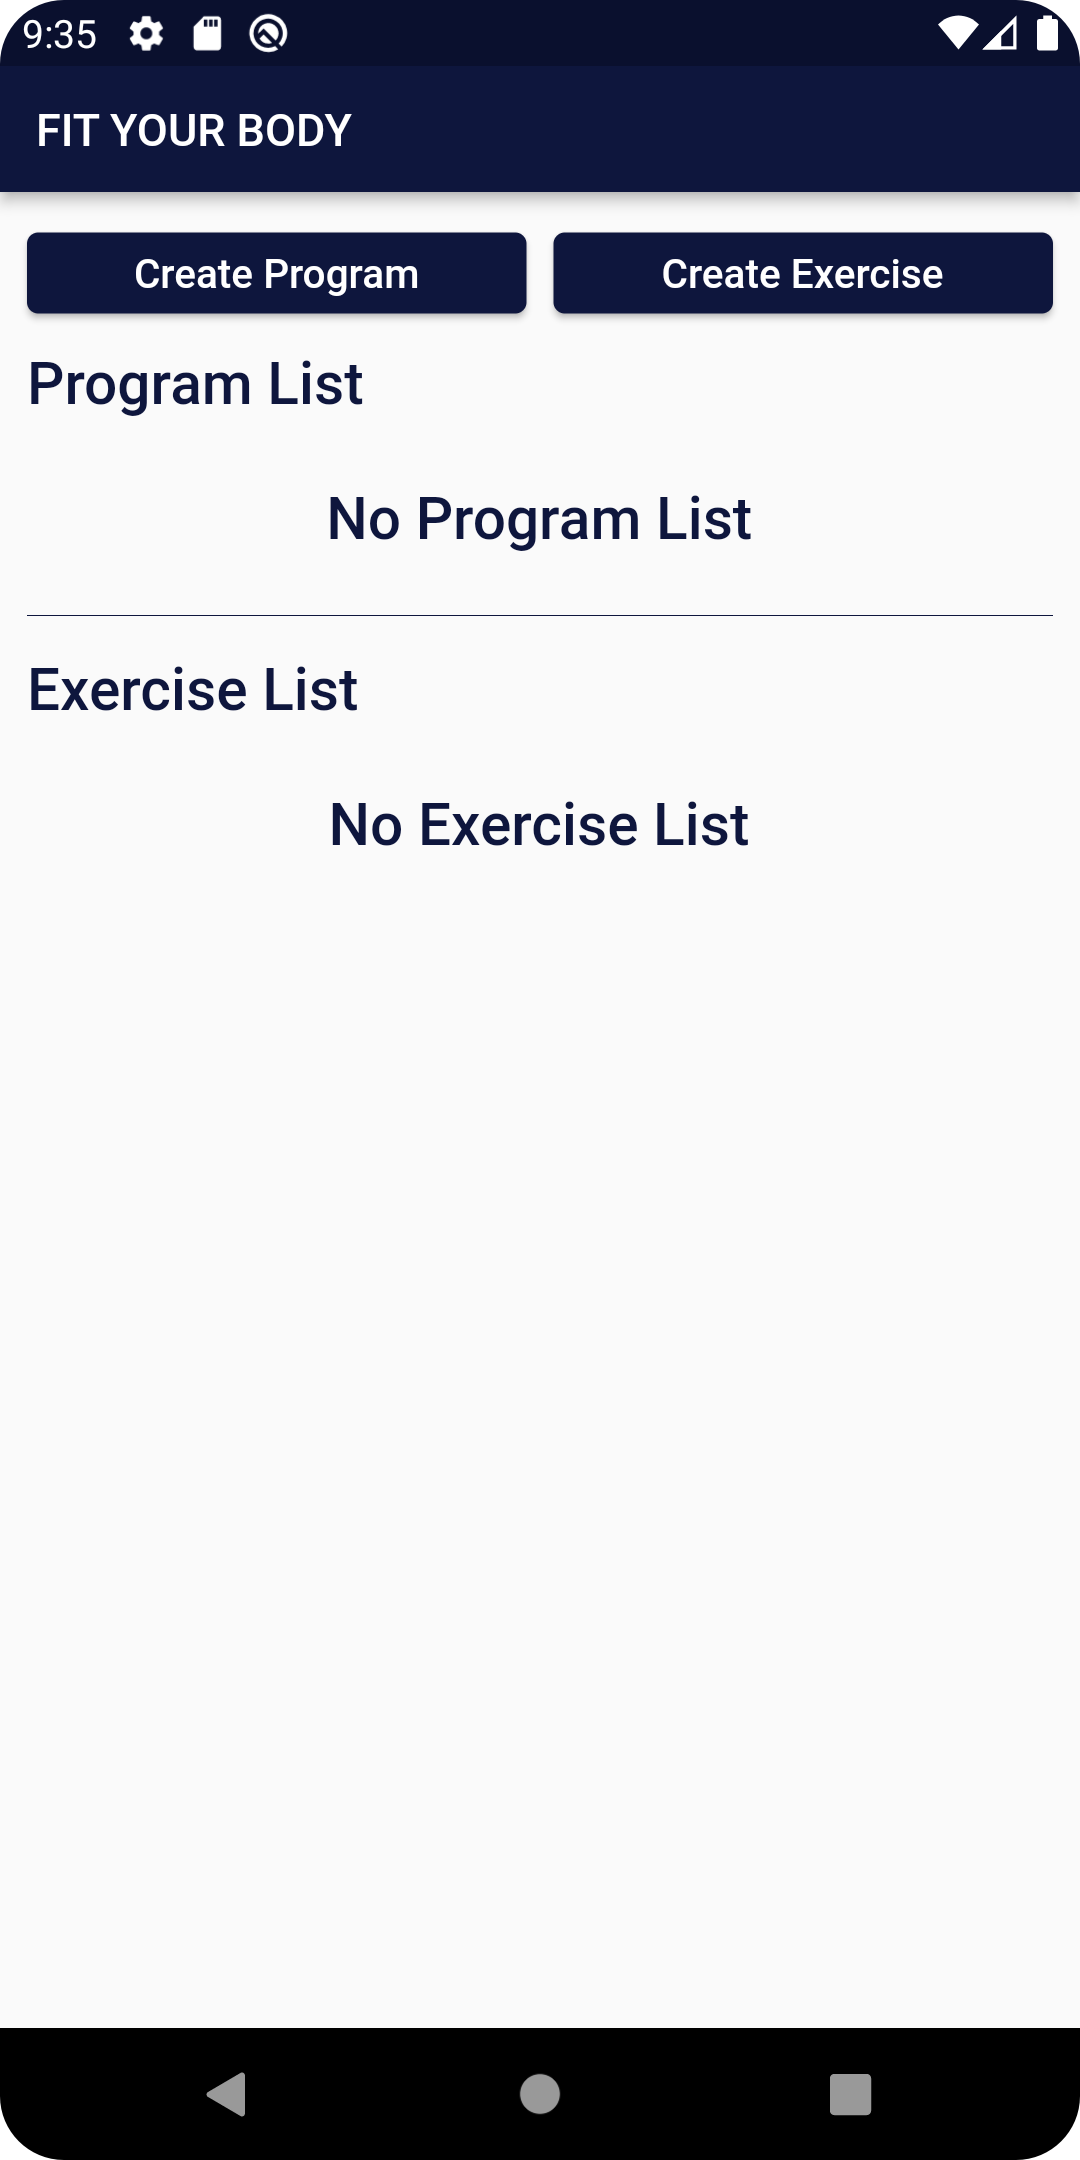 9:35
FIT YOUR BODY
Create Program Create Exercise
Program List
No Program List
Exercise List
No Exercise List